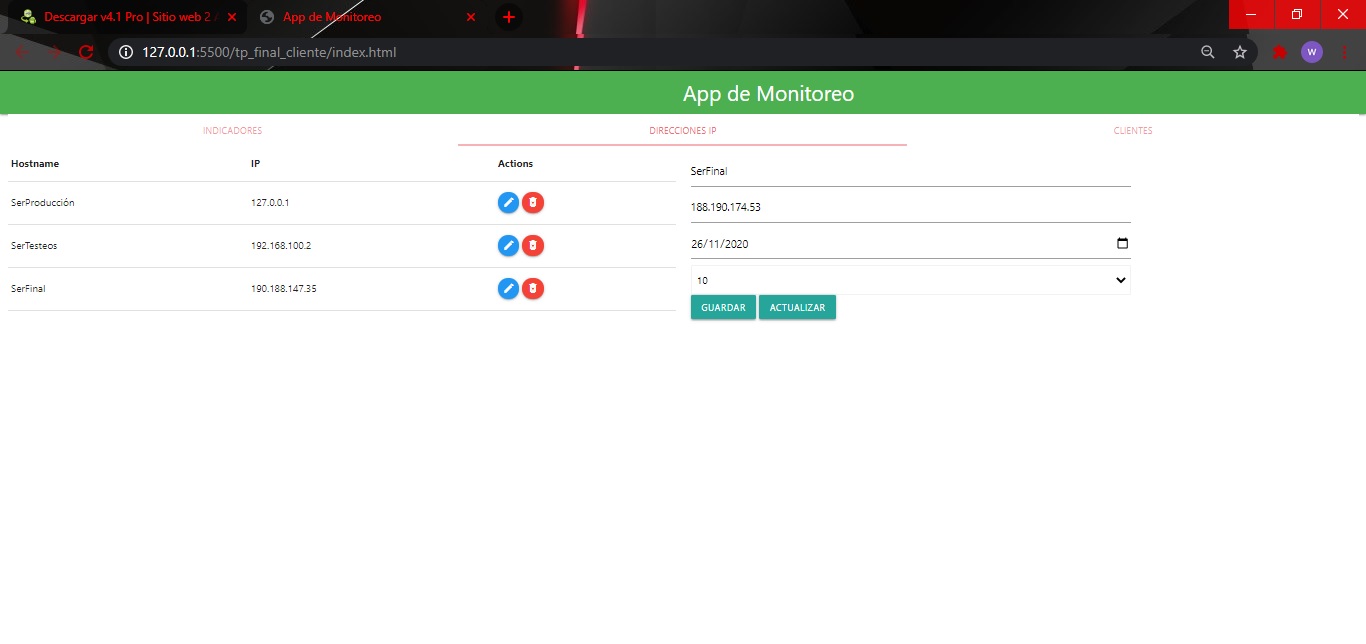 Descargar v4.1 Pro | Sitio web 2
App de Monitoreo
127.0.0.1:5500/tp_final_cliente/index.html
W
App de Monitoreo
INDICADORES
DIRECCIONES IP
CLIENTES
Hostname IP Actions
SerProducción 127.0.0.1
SerTesteos 192.168.100.2
SerFinal 190.188.147.35
SerFinal
188.190.174.53
26/11/2020
10
GUARDAR
ACTUALIZAR